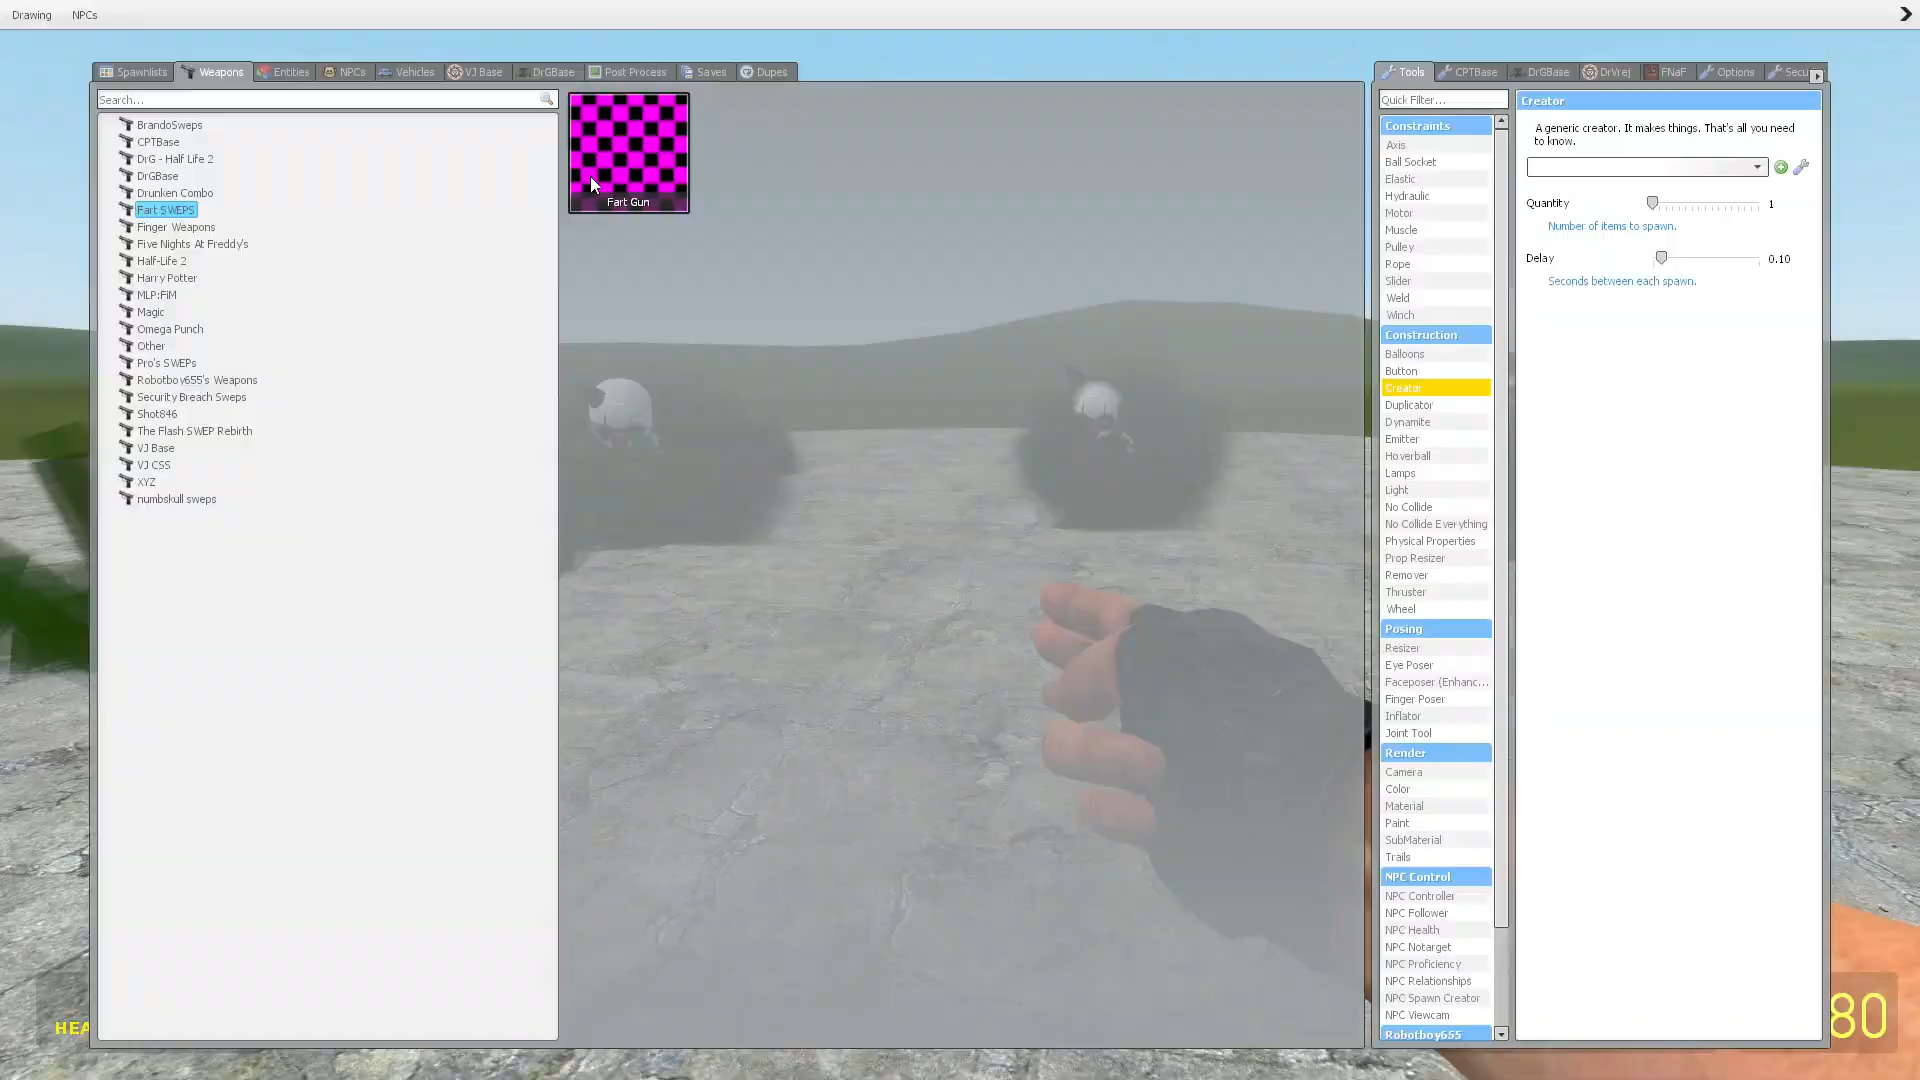 Drawing NPCs
Spawnlists Weapons Entities NPCs Vehicles VJ Base DrGBase Post Process Saves Dupes
Search...
BrandoSweps
CPTBase
DrG - Half Life 2
DrGBase
Drunken Combo
Fart SWEPS
Finger Weapons
Five Nights At Freddy's
Half-Life 2
Harry Potter
MLP:FiM
Magic
Omega Punch
Other
Pro's SWEPs
Robotboy655's Weapons
Security Breach Sweps
Shot846
The Flash SWEP Rebirth
VJ Base
VJ CSS
XYZ
numbskull sweps
Fart Gun
Tools CPTBase DrGBase DrVrej FNaF Options Secu
Quick Filter...
Constraints
Axis
Ball Socket
Elastic
Hydraulic
Motor
Muscle
Pulley
Rope
Slider
Weld
Winch
Construction
Balloons
Button
Creator
Duplicator
Dynamite
Emitter
Hoverball
Lamps
Light
No Collide
No Collide Everything
Physical Properties
Prop Resizer
Remover
Thruster
Wheel
Posing
Resizer
Eye Poser
Faceposer (Enhanc...
Finger Poser
Inflator
Joint Tool
Render
Camera
Color
Material
Paint
SubMaterial
Trails
NPC Control
NPC Controller
NPC Follower
NPC Health
NPC Notarget
NPC Proficiency
NPC Relationships
NPC Spawn Creator
NPC Viewcam
Robotboy655
Creator
A generic creator. It makes things. That's all you need
to know.
Quantity 1
Number of items to spawn.
Delay 0.10
Seconds between each spawn.
HEA
80